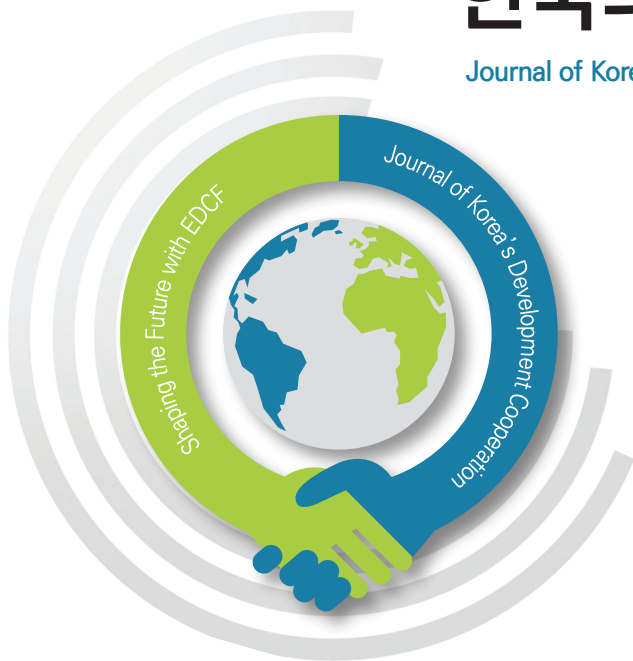 Journal of Kore
Shaping the Future with EDCF
Journal of Korea's Development Cooperation